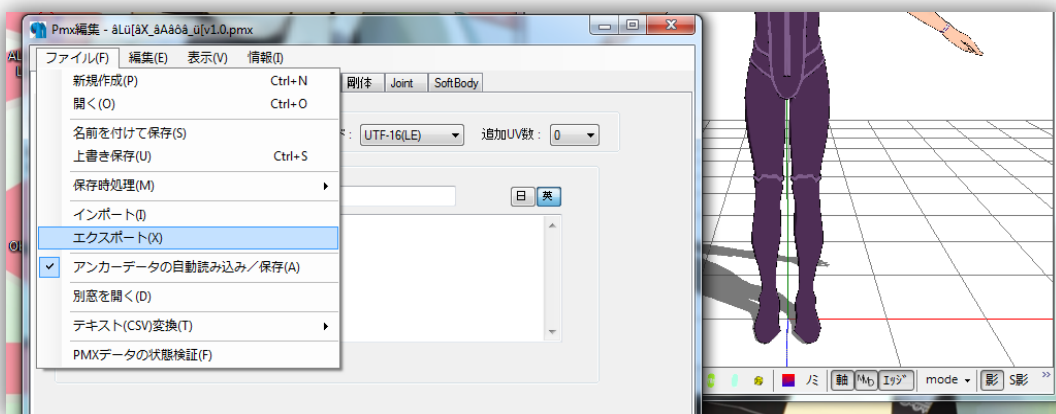 Pmx編集 - âLü[âX_âAâôâ_ü[v1.0.pmx
ファイル(F) 編集(E) 表示(V) 情報(I)
新規作成(P) Ctrl+N
剛体 Joint SoftBody
開く(O) Ctrl+O
名前を付けて保存(S)
: UTF-16(LE) 追加UV数 : 0
上書き保存(U) Ctrl+S
保存時処理(M)
日 英
インポート(I)
エクスポート(X)
アンカーデータの自動読み込み／保存(A)
別窓を開く(D)
テキスト(CSV)変換(T)
PMXデータの状態検証(F)
軸 エッジ mode 影 S影 »